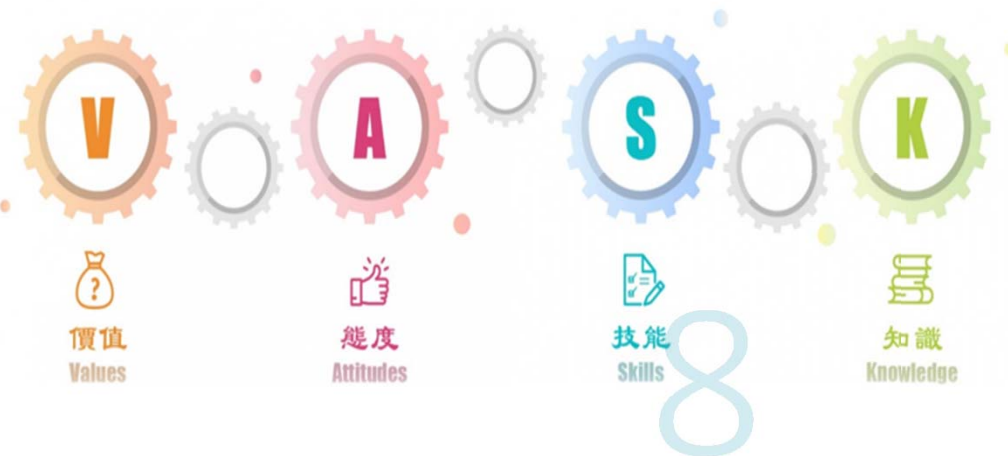 V A S K
?
價值 態度 技能 知識
Values Attitudes Skills Knowledge
8